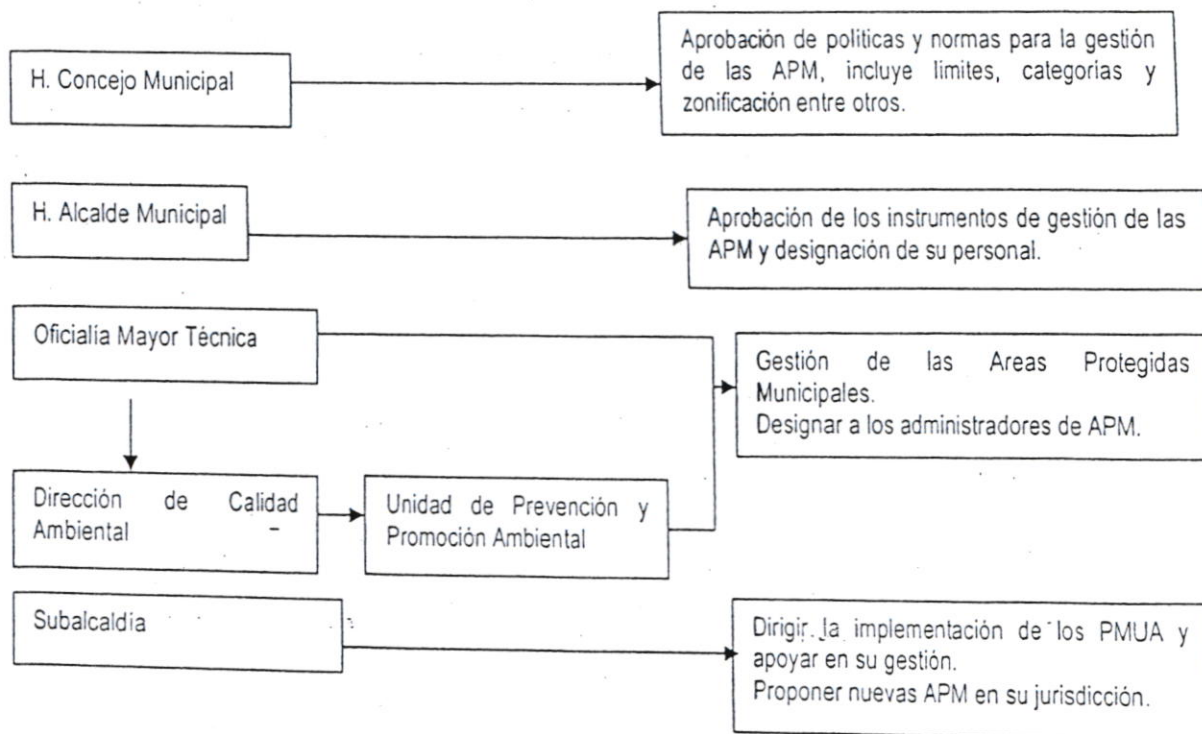 H. Concejo Municipal
Aprobación de politicas y normas para la gestión
de las APM, incluye limites, categorias y
zonificación entre otros.
H. Alcalde Municipal
Aprobación de los instrumentos de gestión de las
APM y designación de su personal.
Oficialía Mayor Técnica
Gestión de las Areas Protegidas
Municipales.
Designar a los administradores de APM.
Dirección de Calidad
Ambiental
Unidad de Prevención y
Promoción Ambiental
Subalcaldía
Dirigir la implementación de los PMUA y
apoyar en su gestión.
Proponer nuevas APM en su jurisdicción.